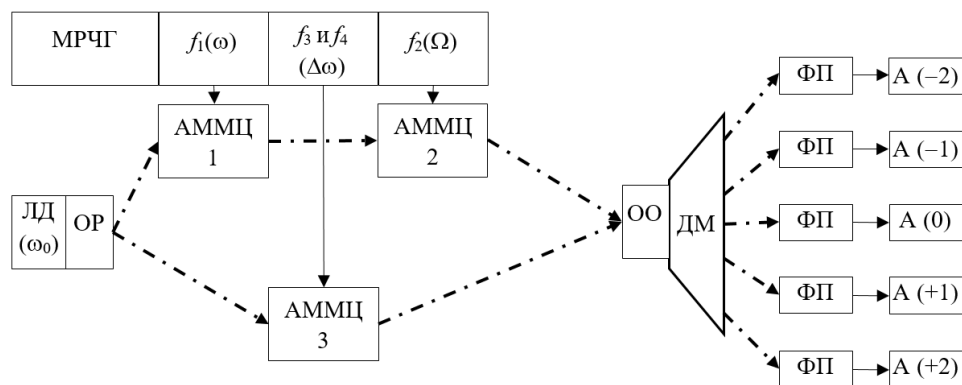 МРЧГ
f₁(ω)
f₃ и f₄
(Δω)
f₂(Ω)
АММЦ
1
АММЦ
2
ЛД
(ω₀)
ОР
АММЦ
3
ОО
ДМ
ФП
А (–2)
ФП
А (–1)
ФП
А (0)
ФП
А (+1)
ФП
А (+2)